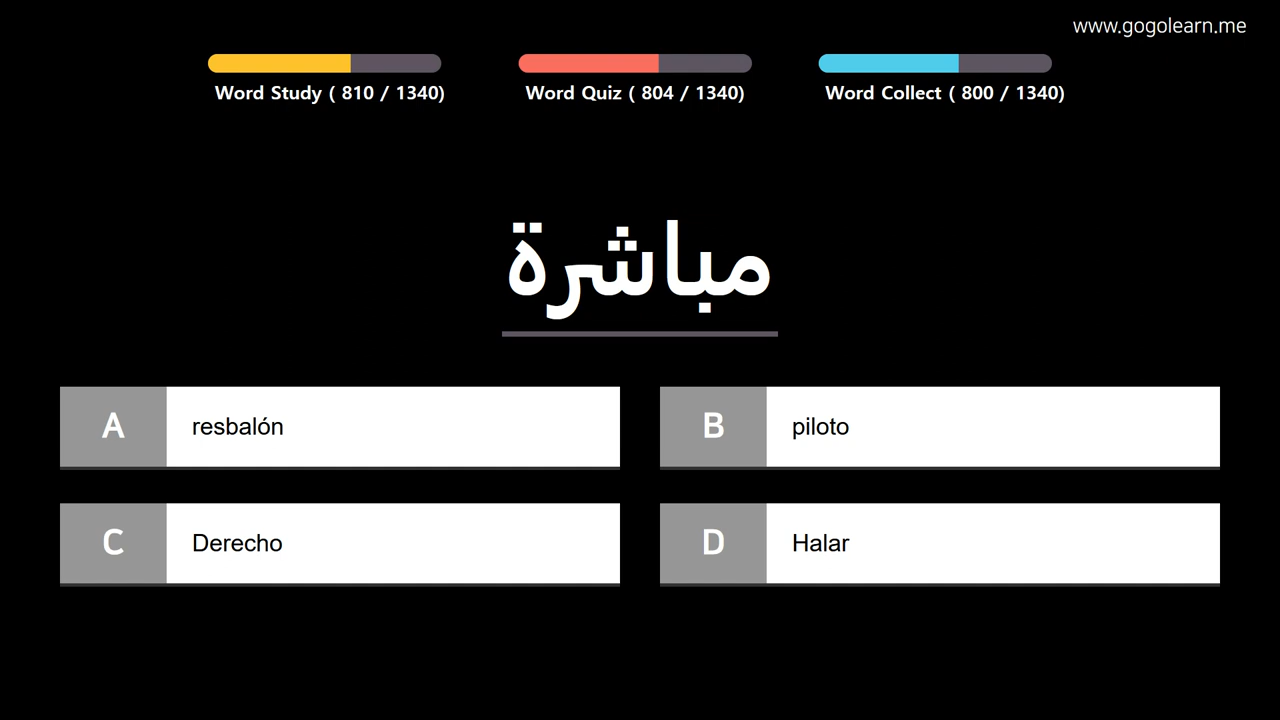 www.gogolearn.me
Word Study ( 810 / 1340)
Word Quiz ( 804 / 1340)
Word Collect ( 800 / 1340)
مباشرة
A resbalón
B piloto
C Derecho
D Halar